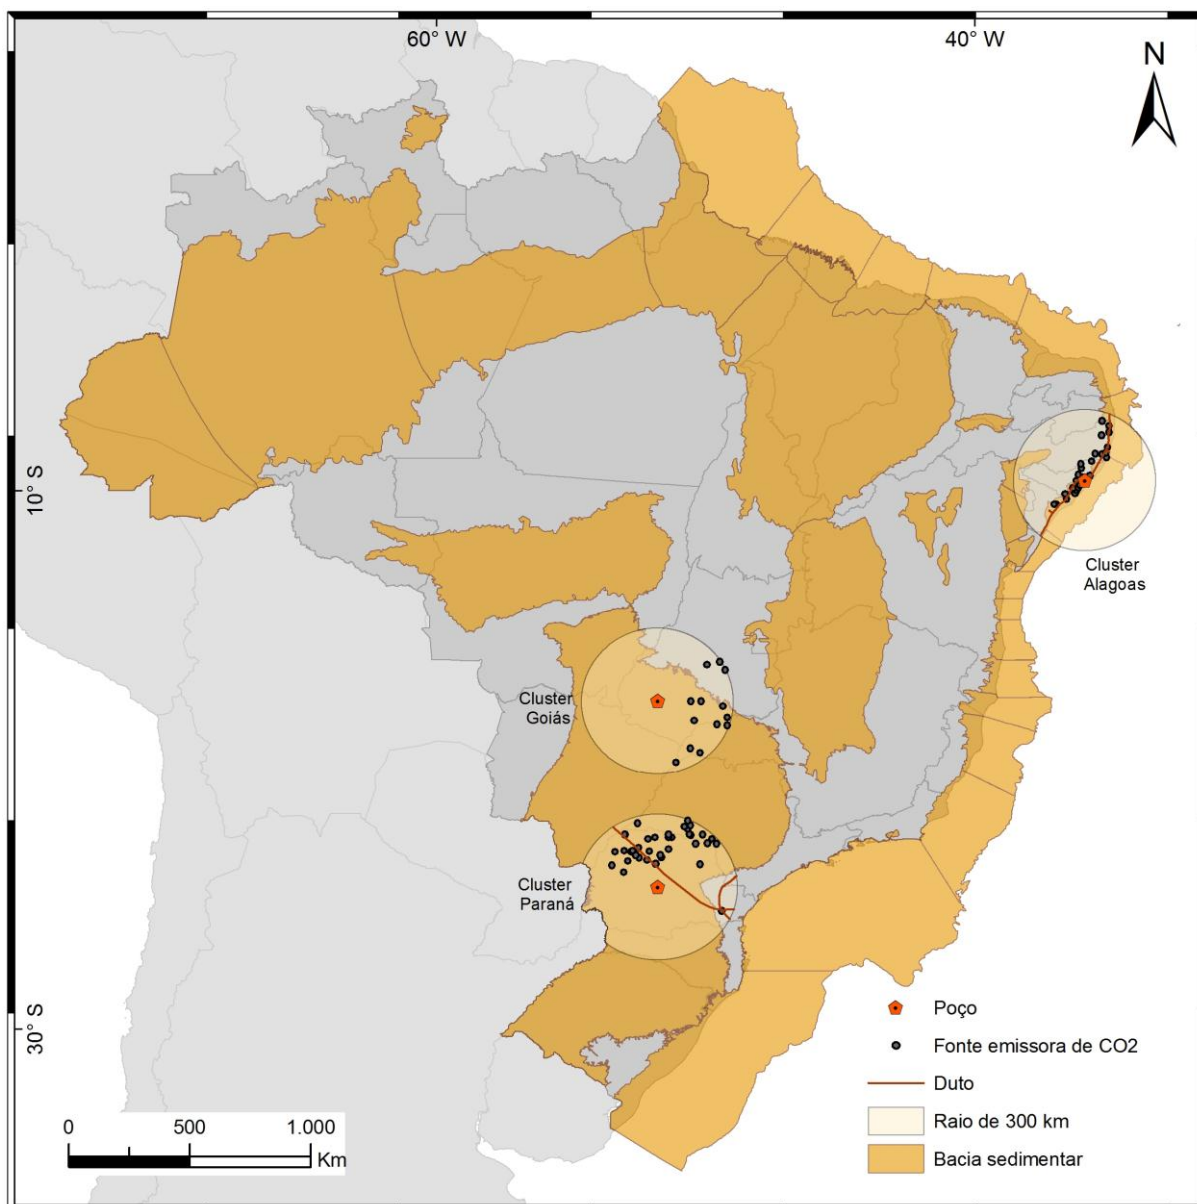 60° W
40° W
N
10° S
Cluster
Alagoas
Cluster
Goiás
Cluster
Paraná
30° S
Poço
Fonte emissora de CO2
Duto
Raio de 300 km
Bacia sedimentar
0 500 1.000
Km